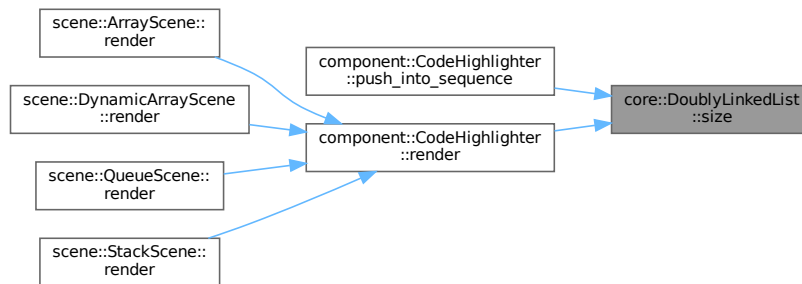 scene::ArrayScene::
render
scene::DynamicArrayScene
::render
scene::QueueScene::
render
scene::StackScene::
render
component::CodeHighlighter
::push_into_sequence
component::CodeHighlighter
::render
core::DoublyLinkedList
::size